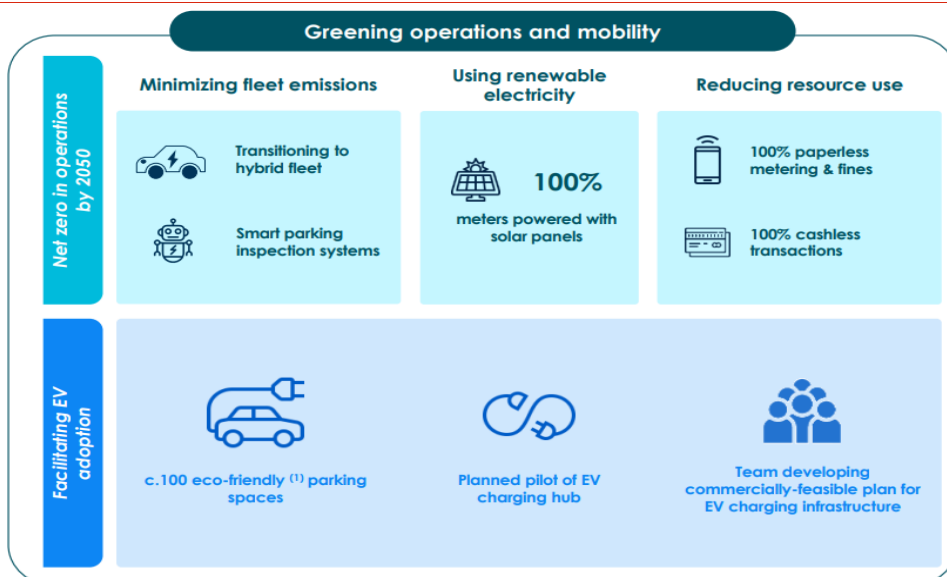 Greening operations and mobility
Net zero in operations
by 2050
Minimizing fleet emissions
Transitioning to
hybrid fleet
Smart parking
inspection systems
Using renewable
electricity
100%
meters powered with
solar panels
Reducing resource use
100% paperless
metering & fines
100% cashless
transactions
Facilitating EV
adoption
c.100 eco-friendly (1) parking
spaces
Planned pilot of EV
charging hub
Team developing
commercially-feasible plan for
EV charging infrastructure